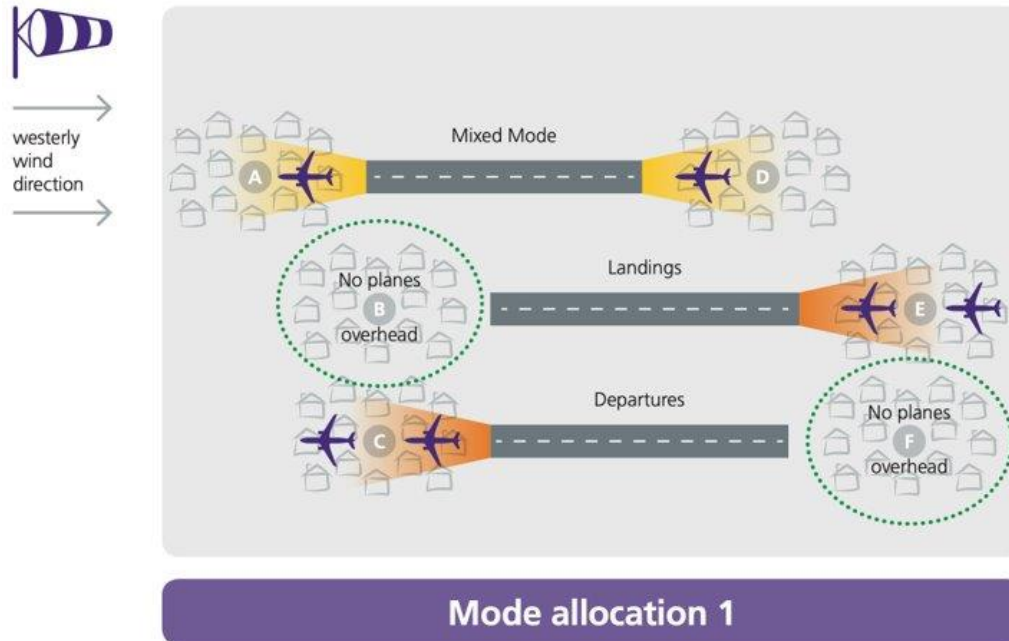 westerly
wind
direction
Mixed Mode
A
D
Landings
No planes
B
overhead
E
Departures
C
No planes
F
overhead
Mode allocation 1